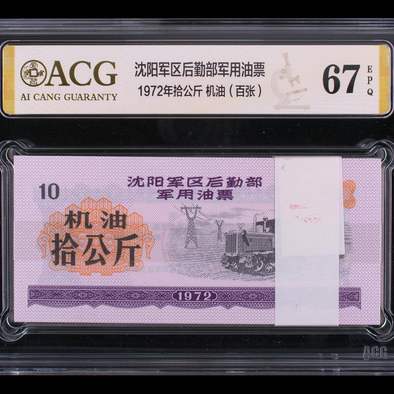 ACG
AI CANG GUARANTY
沈阳军区后勤部军用油票
1972年拾公斤 机油（百张）
67
EPQ
10
沈阳军区后勤部
军用油票
机油
拾公斤
1972
ACG